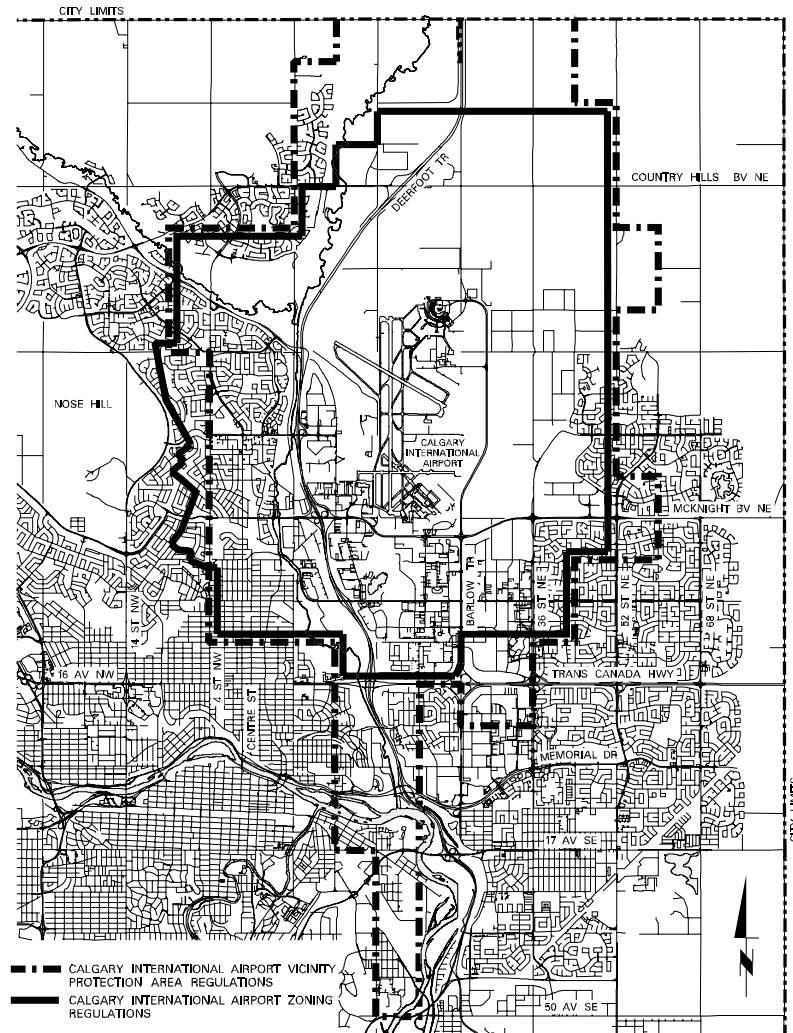 CITY LIMITS
COUNTRY HILLS BV NE
DEERFOOT TR
NOSE HILL
CALGARY
INTERNATIONAL
AIRPORT
MCKNIGHT BV NE
14 ST NW
BARLOW TR
36 ST NE
52 ST NE
68 ST NE
16 AV NW
4 ST NW
CENTRE ST
TRANS CANADA HWY
MEMORIAL DR
CITY LIMITS
17 AV SE
50 AV SE
CALGARY INTERNATIONAL AIRPORT VICINITY
PROTECTION AREA REGULATIONS
CALGARY INTERNATIONAL AIRPORT ZONING
REGULATIONS